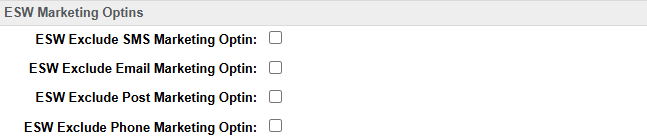 ESW Marketing Optins
ESW Exclude SMS Marketing Optin:
ESW Exclude Email Marketing Optin:
ESW Exclude Post Marketing Optin:
ESW Exclude Phone Marketing Optin: